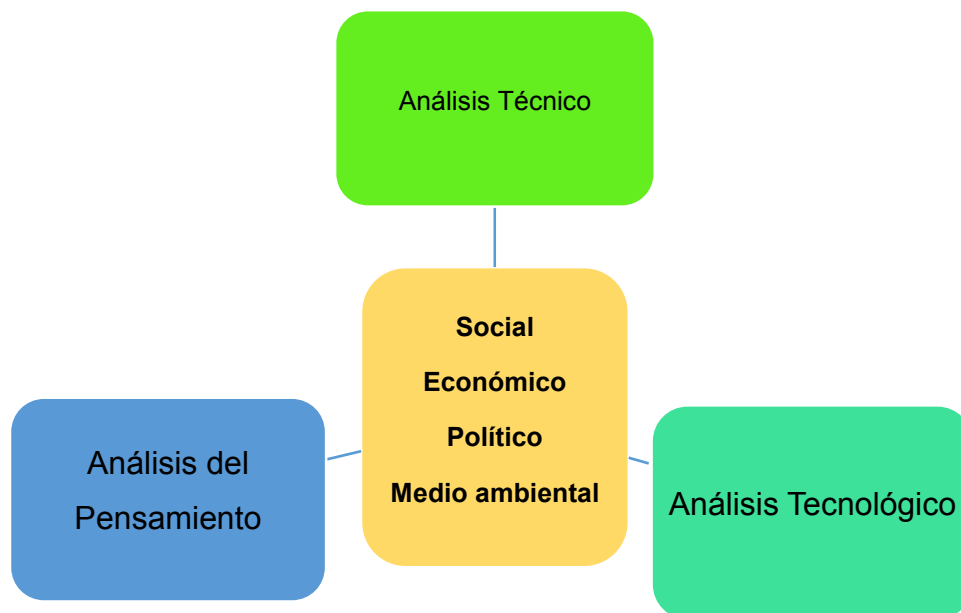 Análisis Técnico
Social
Económico
Político
Medio ambiental
Análisis del
Pensamiento
Análisis Tecnológico